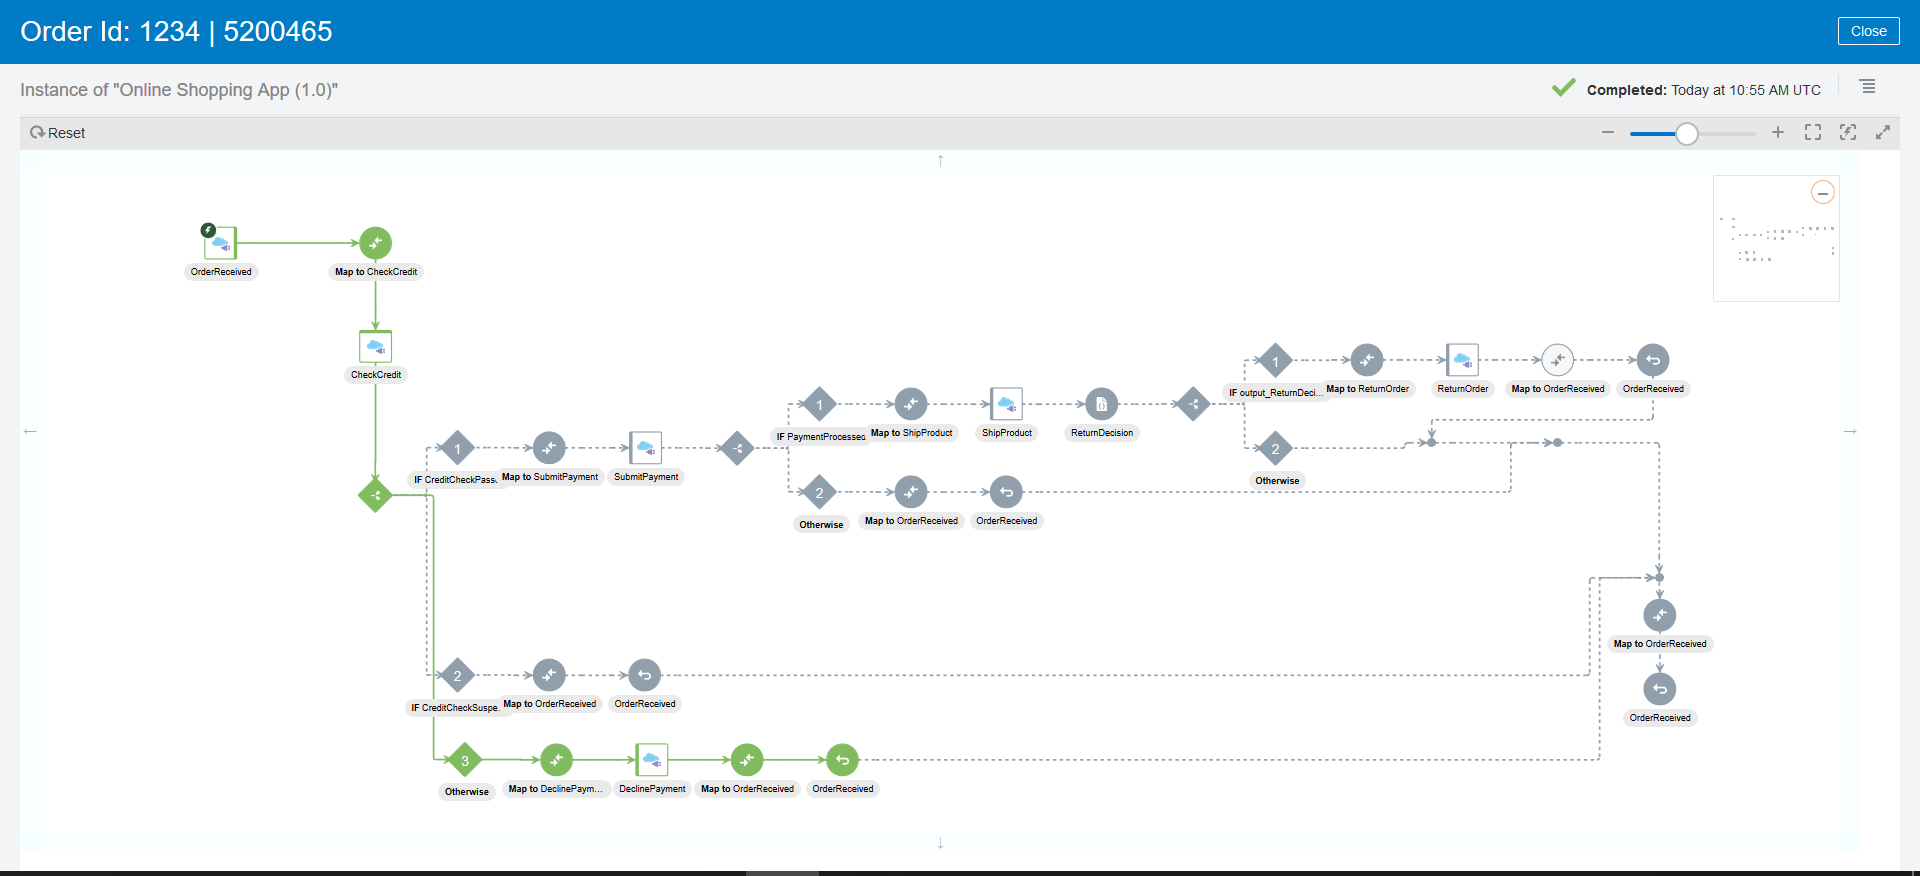 Order Id: 1234 | 5200465
Close
Instance of "Online Shopping App (1.0)"
Completed: Today at 10:55 AM UTC
Reset
OrderReceived
Map to CheckCredit
CheckCredit
1
IF CreditCheckPass.
Map to SubmitPayment
SubmitPayment
1
IF PaymentProcessed
Map to ShipProduct
ShipProduct
ReturnDecision
1
IF output_ReturnDeci...
Map to ReturnOrder
ReturnOrder
Map to OrderReceived
OrderReceived
2
Otherwise
2
Otherwise
Map to OrderReceived
OrderReceived
Map to OrderReceived
OrderReceived
2
IF CreditCheckSuspe.
Map to OrderReceived
OrderReceived
3
Otherwise
Map to DeclinePaym...
DeclinePayment
Map to OrderReceived
OrderReceived